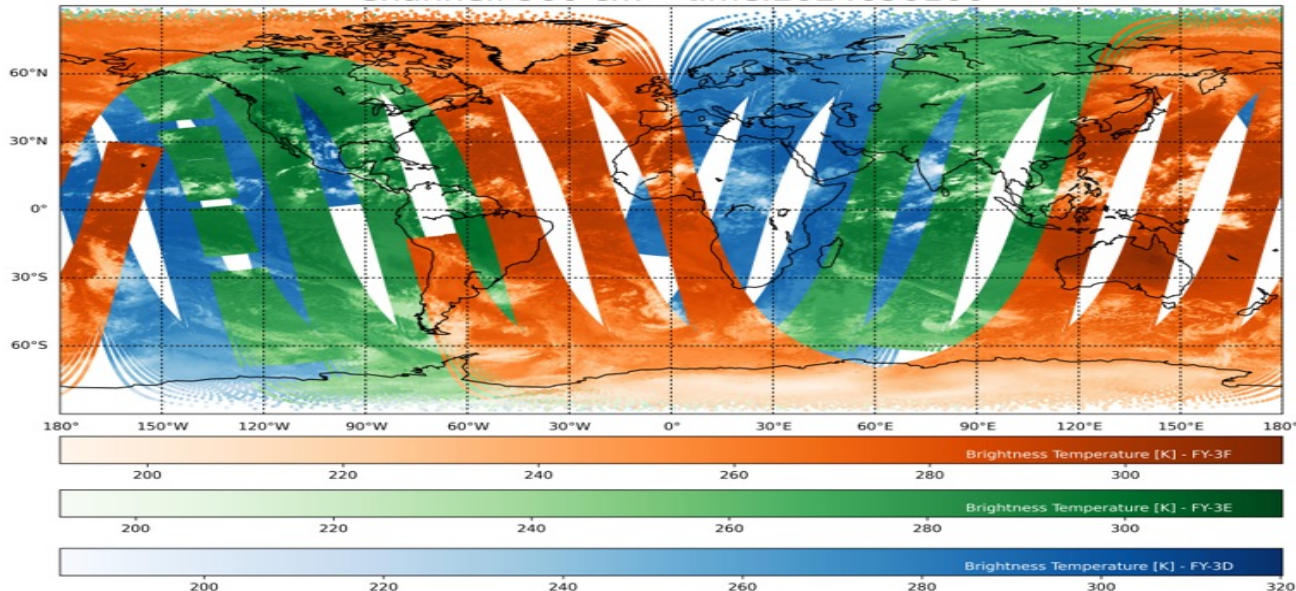 60°N
30°N
0°
30°S
60°S
180° 150°W 120°W 90°W 60°W 30°W 0° 30°E 60°E 90°E 120°E 150°E 180°
Brightness Temperature [K] - FY-3F
200 220 240 260 280 300
Brightness Temperature [K] - FY-3E
200 220 240 260 280 300
Brightness Temperature [K] - FY-3D
200 220 240 260 280 300 320